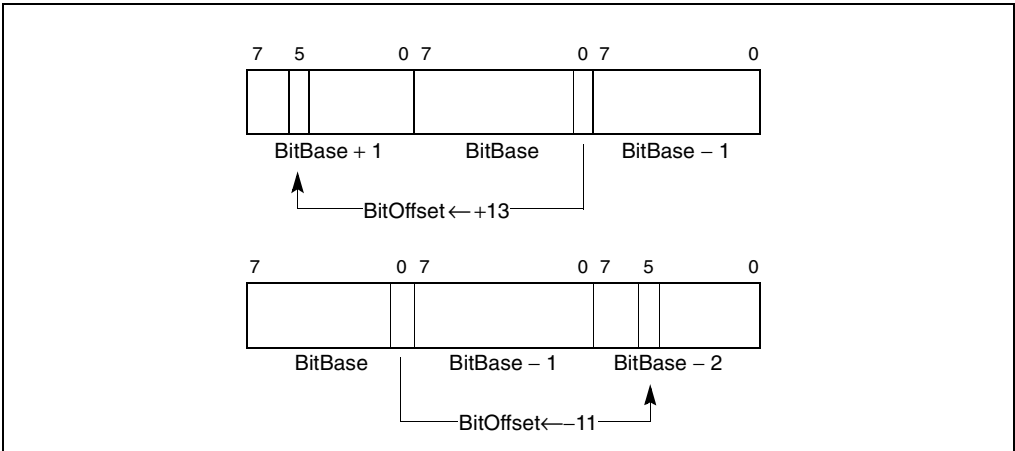 7 5 0 7 0 7 0
BitBase + 1 BitBase BitBase − 1
BitOffset ← +13
7 0 7 0 7 5 0
BitBase BitBase − 1 BitBase − 2
BitOffset←−11